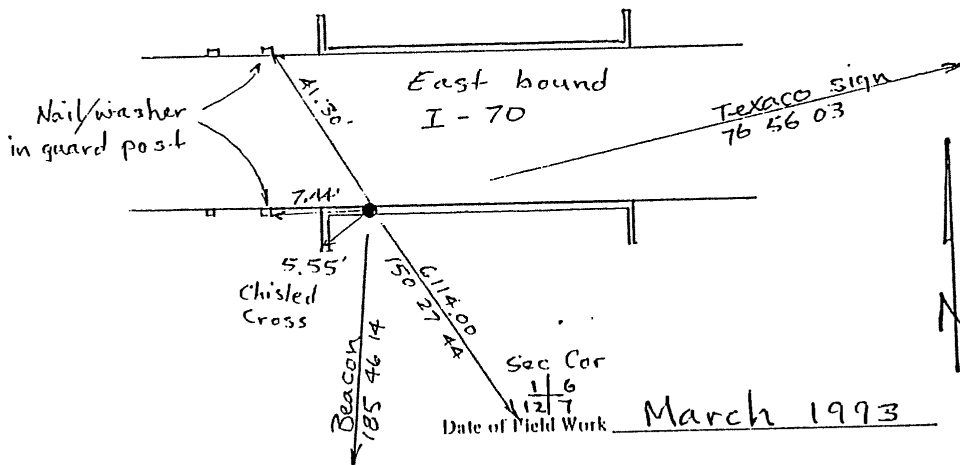 East bound
I - 70
Texaco sign
76 56 03
Nail/washer
in guard post
41.30
7.44'
5.55'
Chisled
Cross
Beacon
185 46 14
6114.00
150 27 44
Sec Cor
1 6
12 7
N
Date of Field Work March 1993